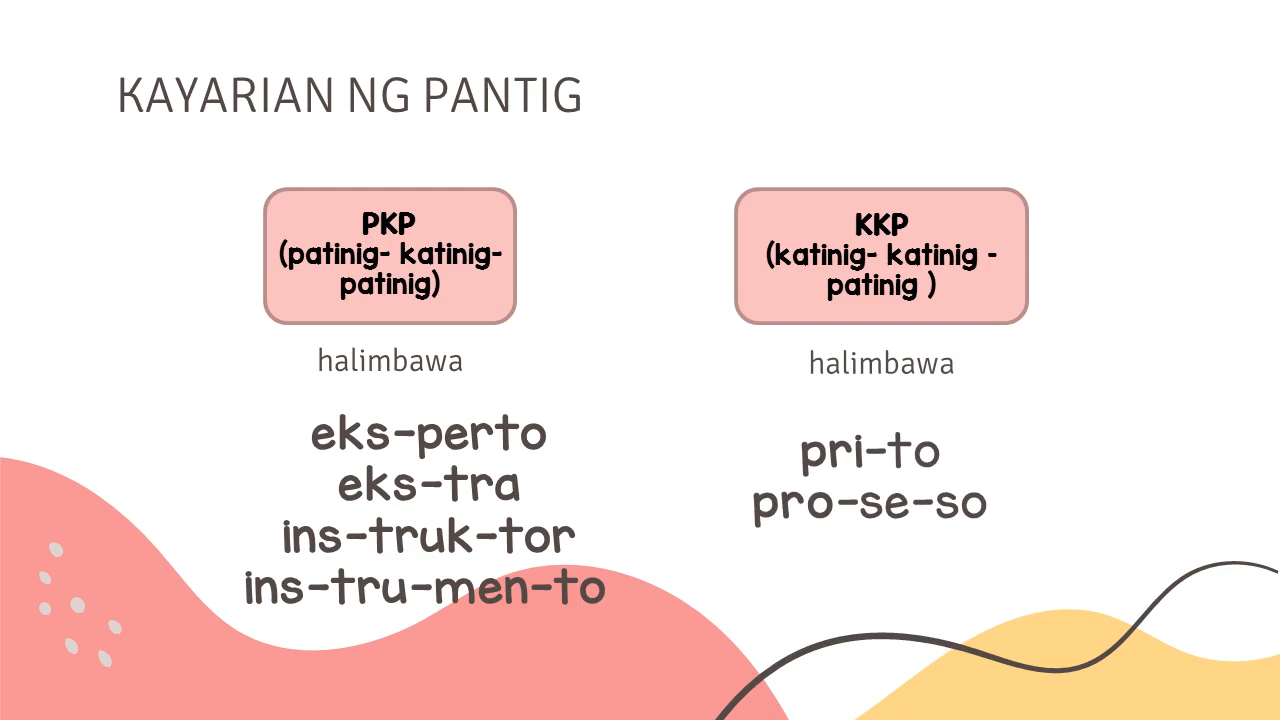 KAYARIAN NG PANTIG
PKP
(patinig- katinig-
patinig)
halimbawa
eks-perto
eks-tra
ins-truk-tor
ins-tru-men-to
KKP
(katinig- katinig -
patinig )
halimbawa
pri-to
pro-se-so